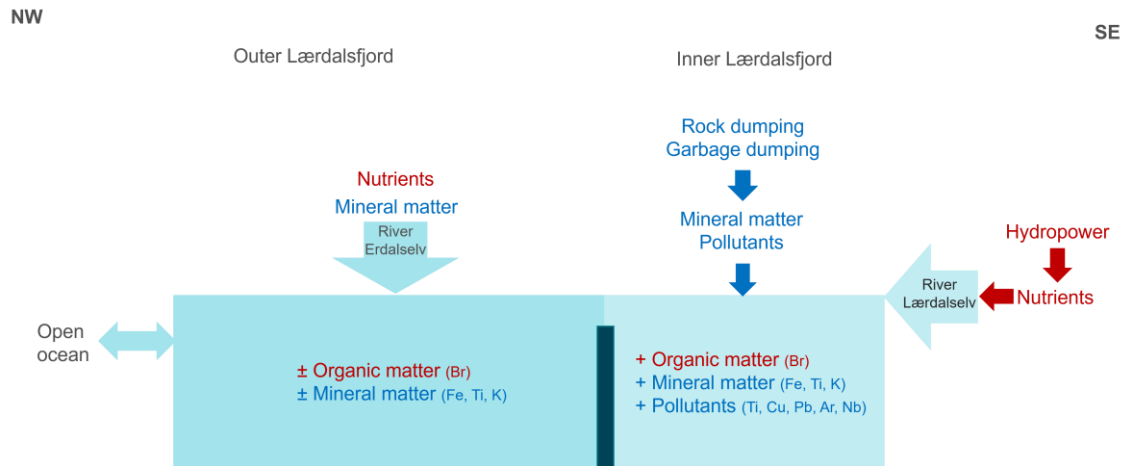 NW
SE
Outer Lærdalsfjord
Inner Lærdalsfjord
Rock dumping
Garbage dumping
Nutrients
Mineral matter
River
Erdalselv
Mineral matter
Pollutants
Hydropower
River
Lærdalselv
Nutrients
Open
ocean
± Organic matter (Br)
± Mineral matter (Fe, Ti, K)
+ Organic matter (Br)
+ Mineral matter (Fe, Ti, K)
+ Pollutants (Ti, Cu, Pb, Ar, Nb)